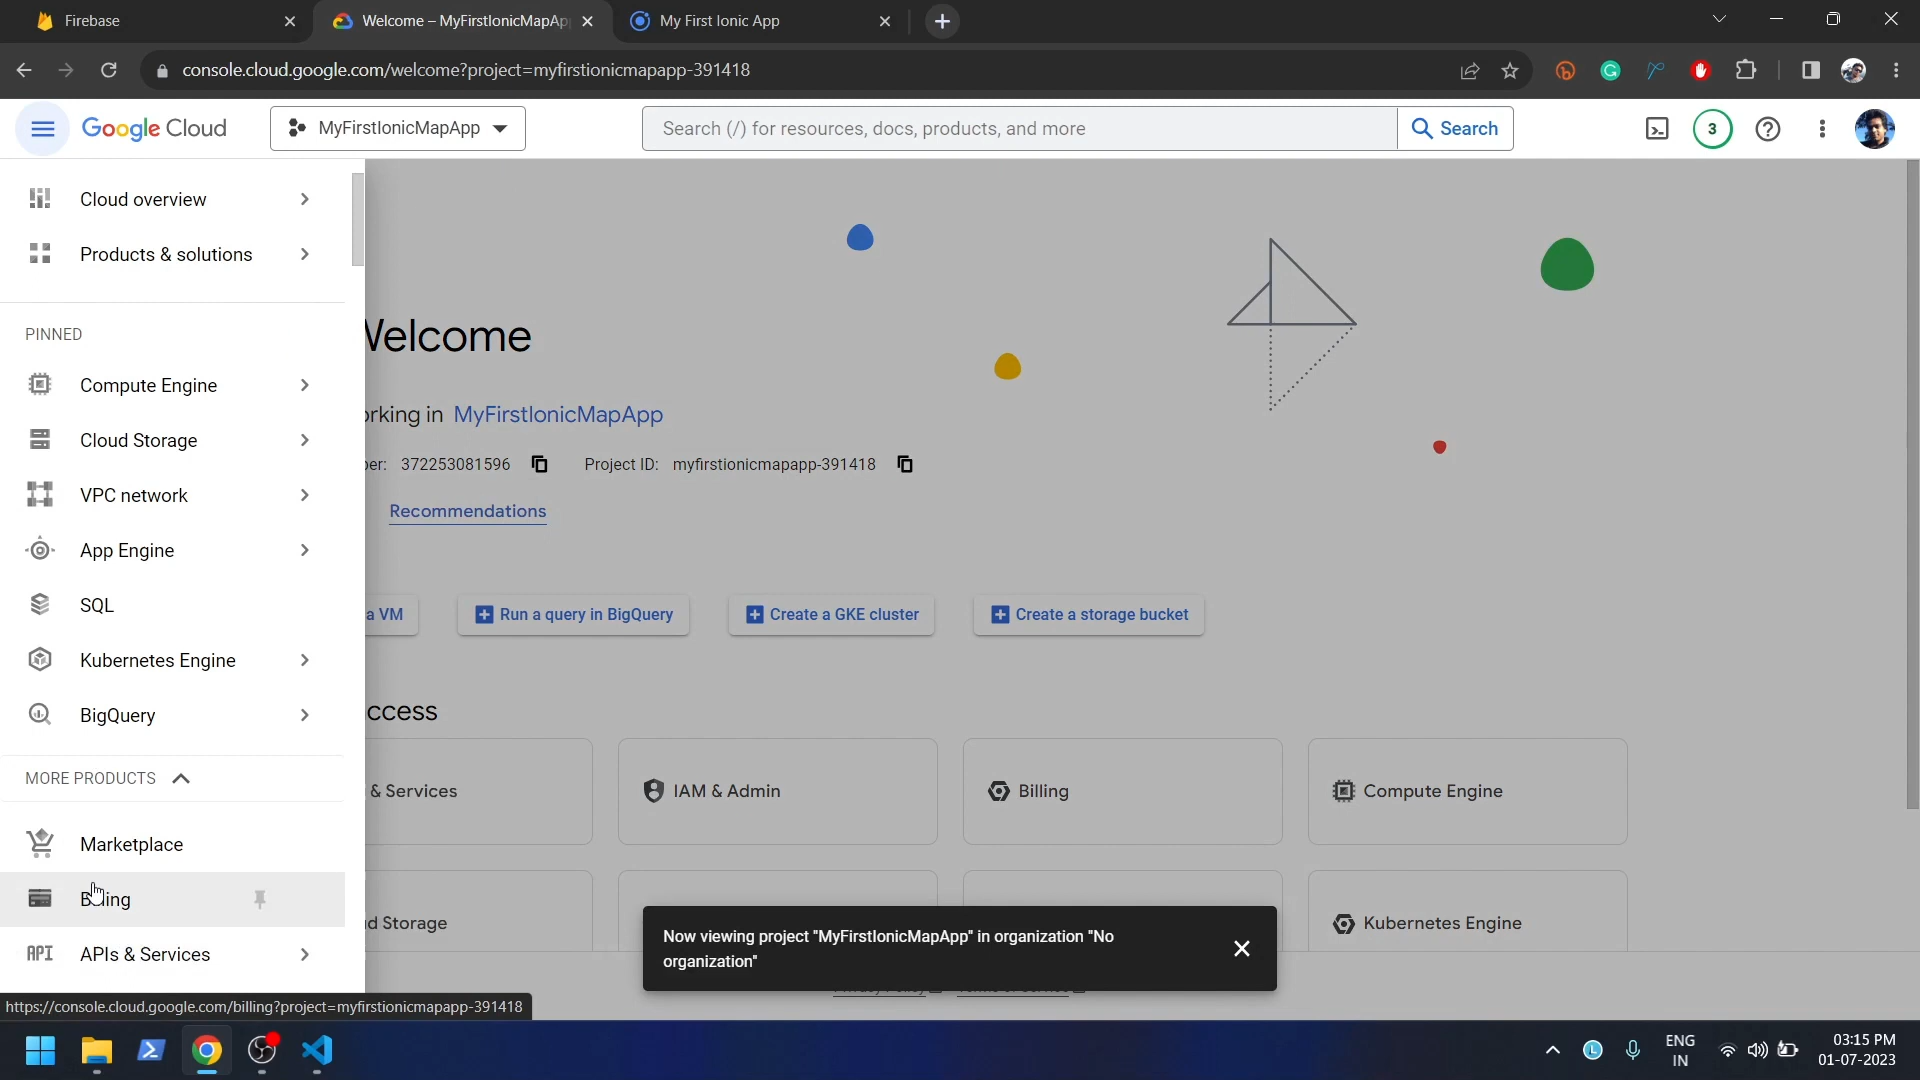 Firebase
Welcome – MyFirstIonicMapAp
My First Ionic App
console.cloud.google.com/welcome?project=myfirstionicmapapp-391418
Google Cloud
MyFirstIonicMapApp
Search (/) for resources, docs, products, and more
Search
3
Cloud overview
Products & solutions
PINNED
Compute Engine
Cloud Storage
VPC network
App Engine
SQL
Kubernetes Engine
BigQuery
MORE PRODUCTS
Marketplace
Billing
API APIs & Services
https://console.cloud.google.com/billing?project=myfirstionicmapapp-391418
Welcome
orking in MyFirstIonicMapApp
ber: 372253081596 Project ID: myfirstionicmapapp-391418
Recommendations
a VM
Run a query in BigQuery
Create a GKE cluster
Create a storage bucket
ccess
& Services
IAM & Admin
Billing
Compute Engine
d Storage
Kubernetes Engine
Now viewing project "MyFirstIonicMapApp" in organization "No
organization"
ENG
IN
03:15 PM
01-07-2023